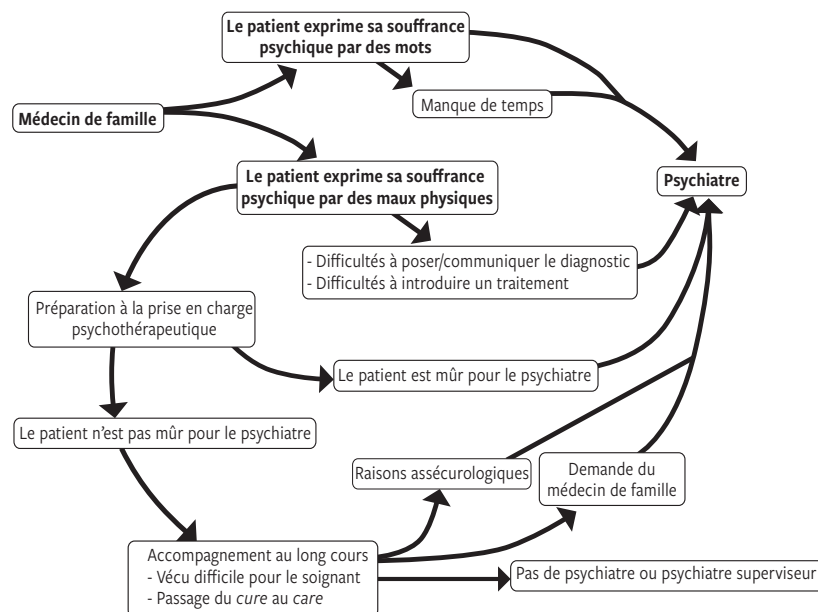 Le patient exprime sa souffrance
psychique par des mots
Manque de temps
Médecin de famille
Le patient exprime sa souffrance
psychique par des maux physiques
Psychiatre
- Difficultés à poser/communiquer le diagnostic
- Difficultés à introduire un traitement
Préparation à la prise en charge
psychothérapeutique
Le patient est mûr pour le psychiatre
Le patient n'est pas mûr pour le psychiatre
Raisons assécurologiques
Demande du
médecin de famille
Accompagnement au long cours
- Vécu difficile pour le soignant
- Passage du cure au care
Pas de psychiatre ou psychiatre superviseur